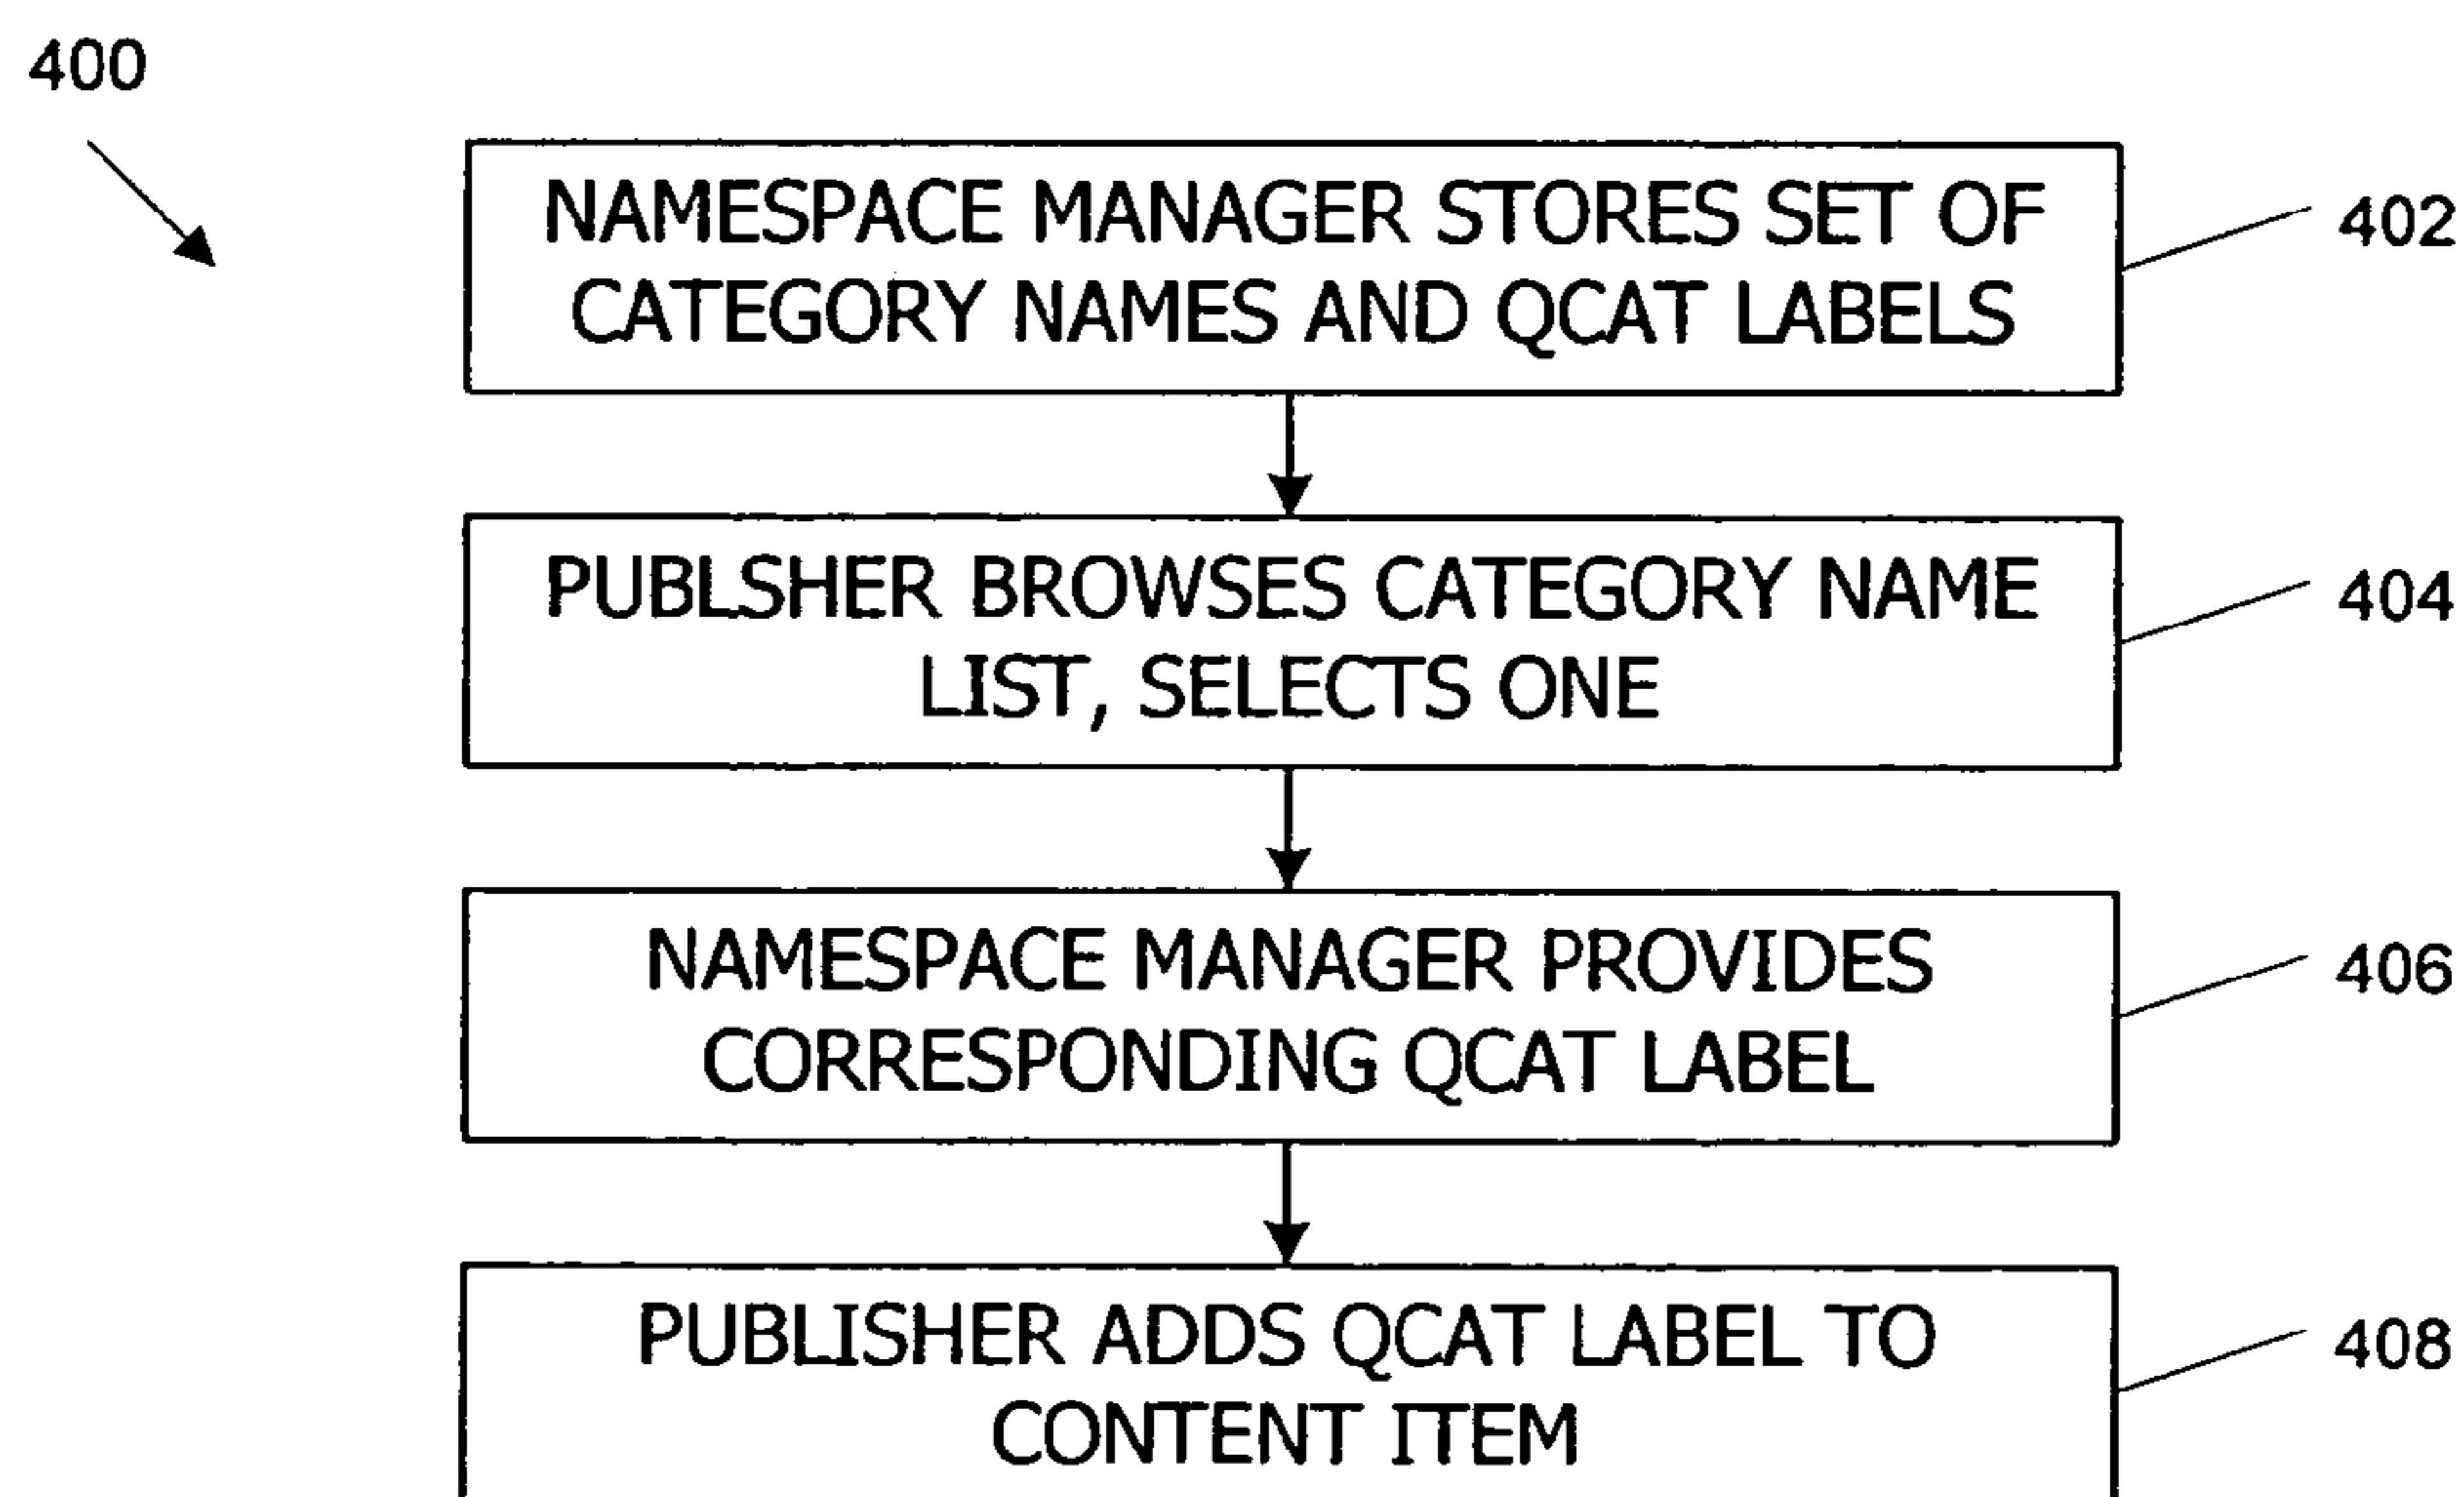 400
NAMESPACE MANAGER STORES SET OF
CATEGORY NAMES AND QCAT LABELS
402
PUBLSHER BROWSES CATEGORY NAME
LIST, SELECTS ONE
404
NAMESPACE MANAGER PROVIDES
CORRESPONDING QCAT LABEL
406
PUBLISHER ADDS QCAT LABEL TO
CONTENT ITEM
408